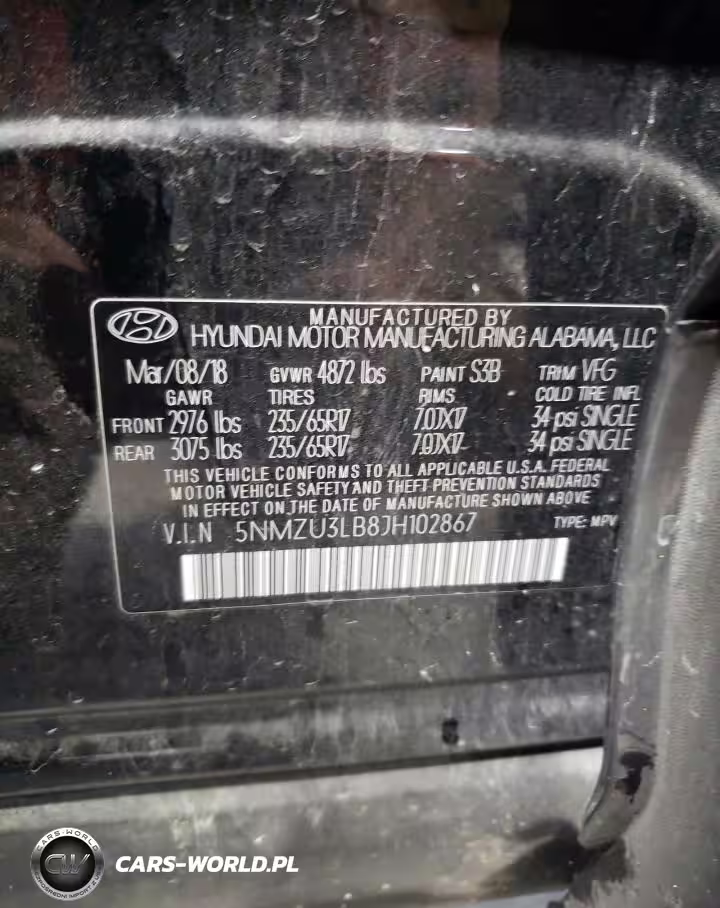 MANUFACTURED BY
HYUNDAI MOTOR MANUFACTURING ALABAMA, LLC
Mar/08/18 GVWR 4872 lbs PAINT S3B TRIM VFG
GAWR TIRES RIMS COLD TIRE INFL
FRONT 2976 lbs 235/65R17 7.0JX17 34 psi SINGLE
REAR 3075 lbs 235/65R17 7.0JX17 34 psi SINGLE
THIS VEHICLE CONFORMS TO ALL APPLICABLE U.S.A. FEDERAL
MOTOR VEHICLE SAFETY AND THEFT PREVENTION STANDARDS
IN EFFECT ON THE DATE OF MANUFACTURE SHOWN ABOVE
V.I.N 5NMZU3LB8JH102867 TYPE: MPV
CARS-WORLD
CW
CARS-WORLD.PL